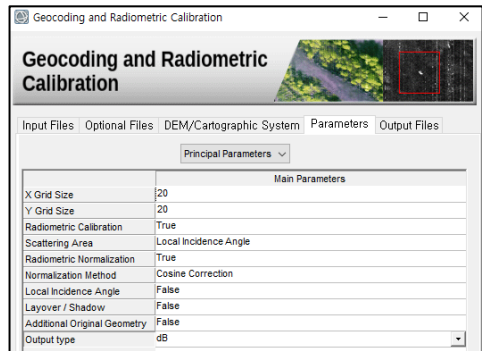 Geocoding and Radiometric Calibration
Geocoding and Radiometric
Calibration
Input Files Optional Files DEM/Cartographic System Parameters Output Files
Principal Parameters
Main Parameters
X Grid Size 20
Y Grid Size 20
Radiometric Calibration True
Scattering Area Local Incidence Angle
Radiometric Normalization True
Normalization Method Cosine Correction
Local Incidence Angle False
Layover / Shadow False
Additional Original Geometry False
Output type dB